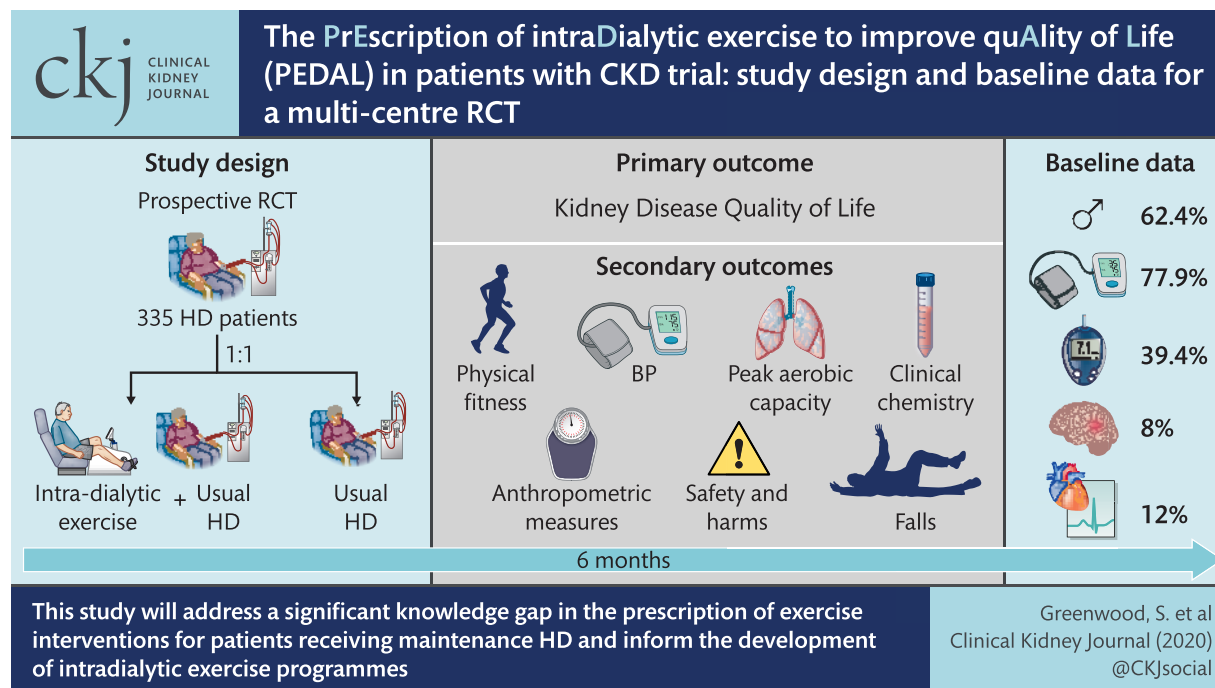 ckj
CLINICAL
KIDNEY
JOURNAL
The PrEscription of intraDialytic exercise to improve quAlity of Life
(PEDAL) in patients with CKD trial: study design and baseline data for
a multi-centre RCT
Study design
Prospective RCT
335 HD patients
1:1
Intra-dialytic
exercise
+
Usual
HD
Usual
HD
Primary outcome
Kidney Disease Quality of Life
Secondary outcomes
Physical
fitness
BP
Peak aerobic
capacity
Clinical
chemistry
Anthropometric
measures
Safety and
harms
Falls
6 months
Baseline data
62.4%
77.9%
7.1
39.4%
8%
12%
This study will address a significant knowledge gap in the prescription of exercise
interventions for patients receiving maintenance HD and inform the development
of intradialytic exercise programmes
Greenwood, S. et al
Clinical Kidney Journal (2020)
@CKJsocial